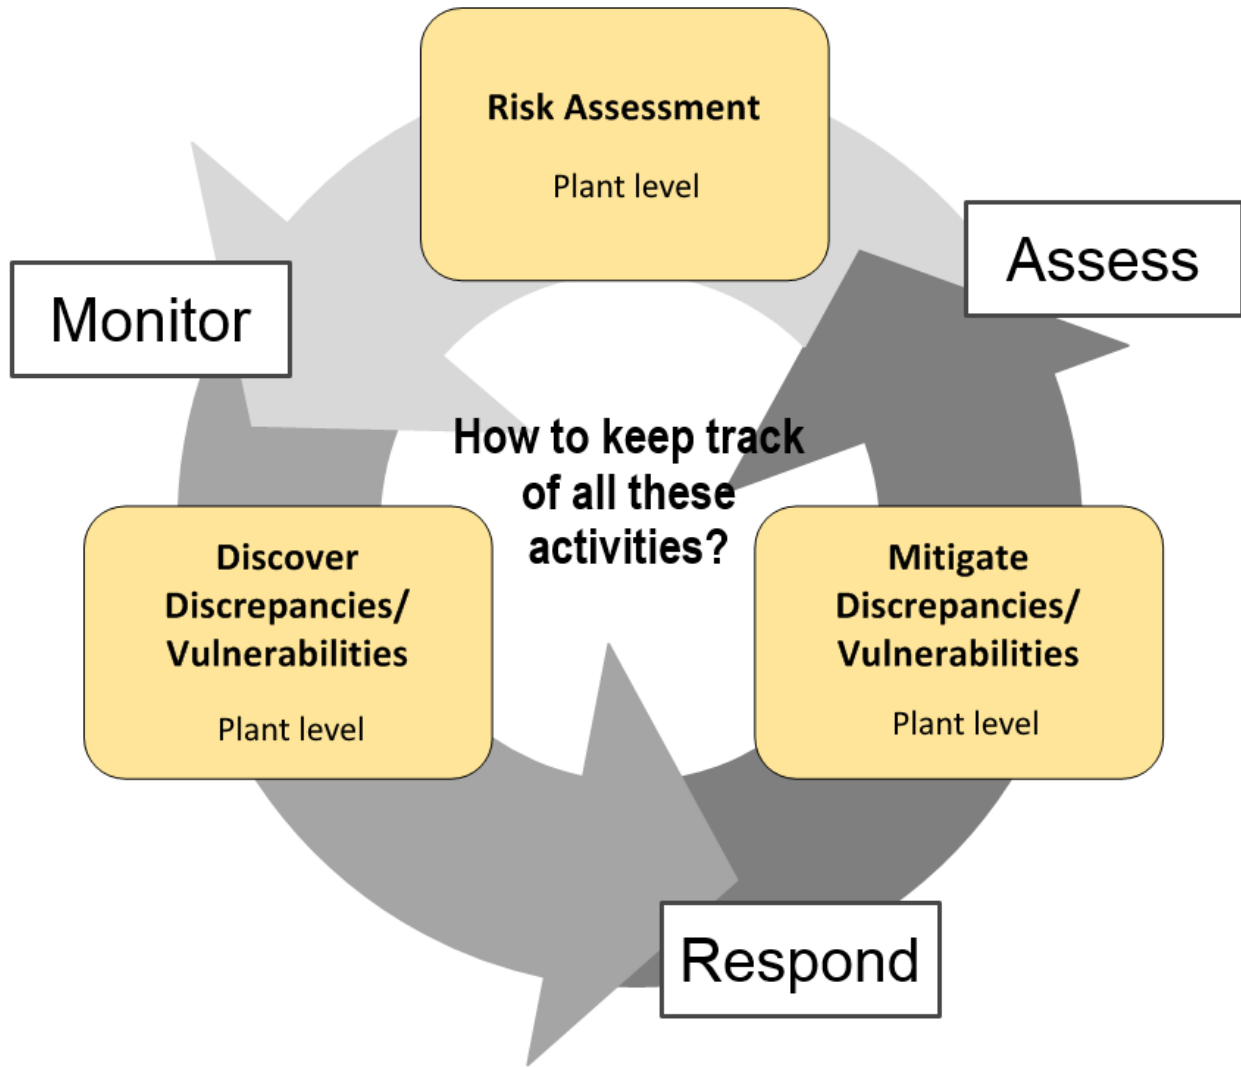 Risk Assessment
Plant level
Assess
Monitor
How to keep track
of all these
activities?
Discover
Discrepancies/
Vulnerabilities
Plant level
Mitigate
Discrepancies/
Vulnerabilities
Plant level
Respond